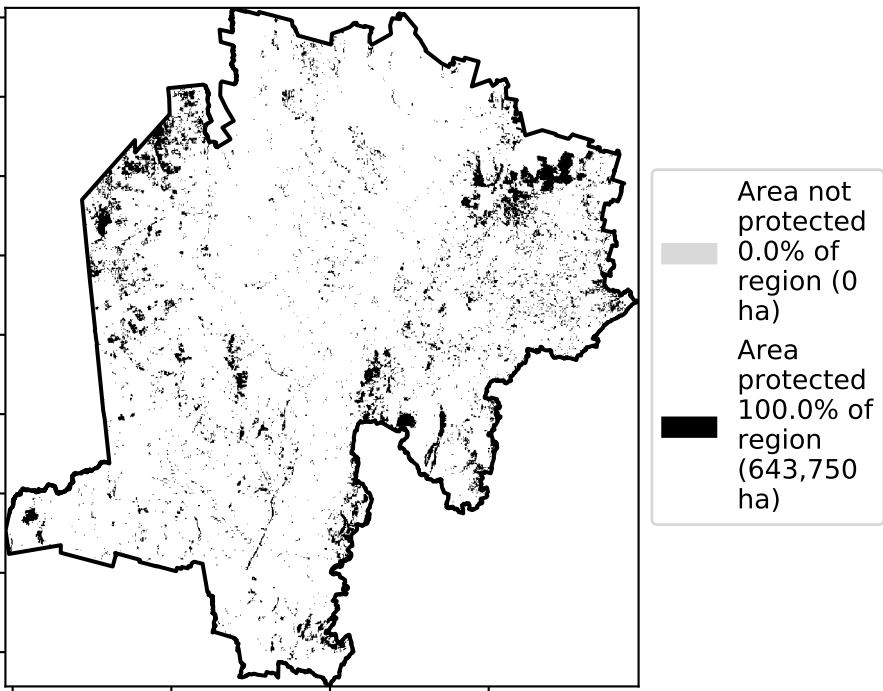 Area not
protected
0.0% of
region (0
ha)
Area
protected
100.0% of
region
(643,750
ha)